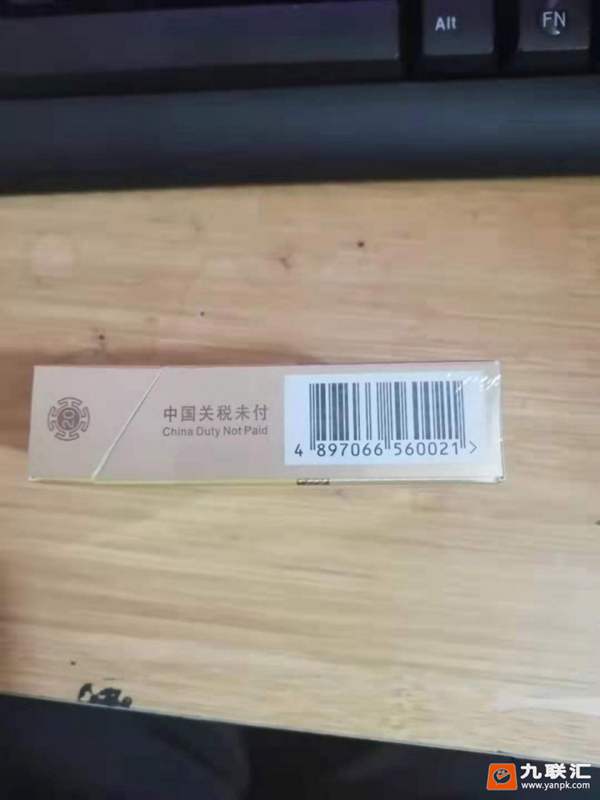 Alt
FN
20
中国关税未付
China Duty Not Paid
4 897066 560021 >
九联汇
www.yanpk.com